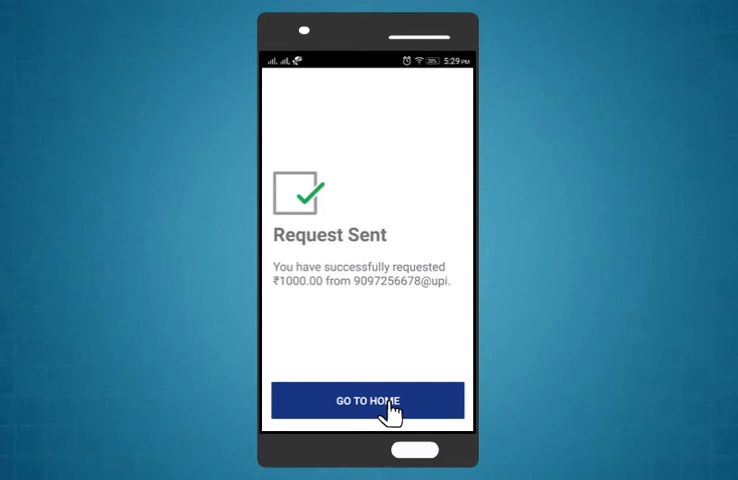 5:29 PM
Request Sent
You have successfully requested
₹1000.00 from 9097256678@upi.
GO TO HOME